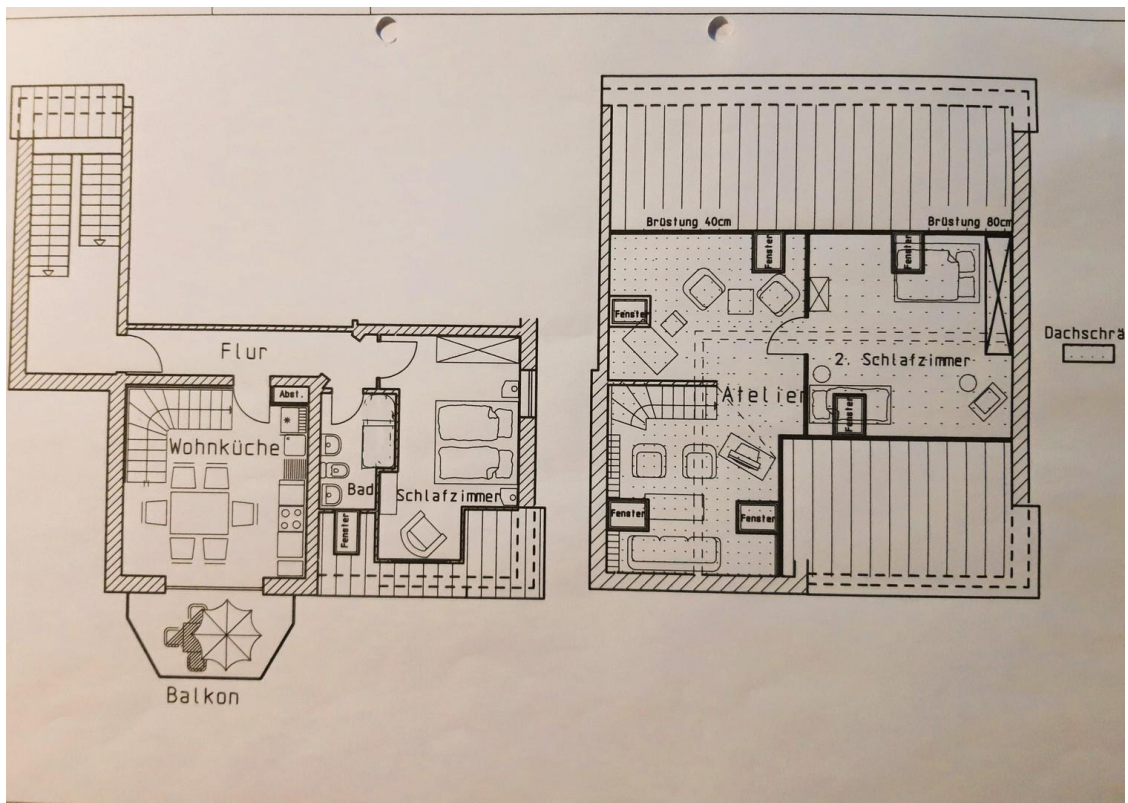 Flur
Abst.
Wohnküche
Bad
Schlafzimmer
Fenster
Balkon
Brüstung 40cm
Brüstung 80cm
Fenster
Fenster
Fenster
Dachschrä
2. Schlafzimmer
Atelier
Fenster
Fenster
Fenster